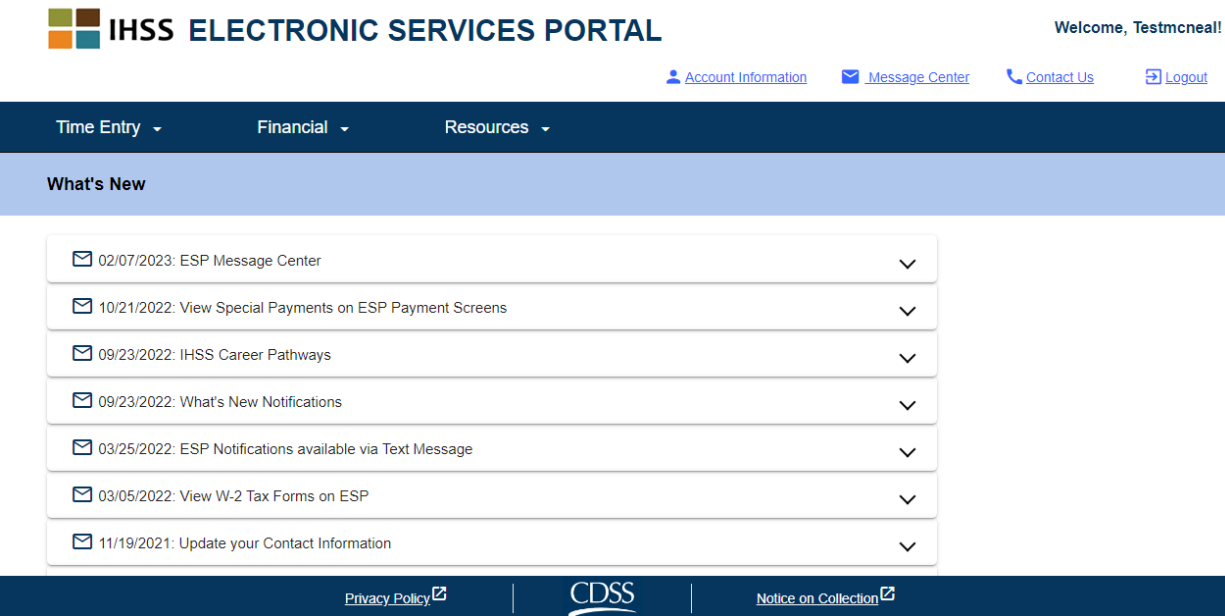 IHSS ELECTRONIC SERVICES PORTAL
Welcome, Testmcneal!
Account Information Message Center Contact Us Logout
Time Entry Financial Resources
What's New
02/07/2023: ESP Message Center
10/21/2022: View Special Payments on ESP Payment Screens
09/23/2022: IHSS Career Pathways
09/23/2022: What's New Notifications
03/25/2022: ESP Notifications available via Text Message
03/05/2022: View W-2 Tax Forms on ESP
11/19/2021: Update your Contact Information
Privacy Policy CDSS Notice on Collection